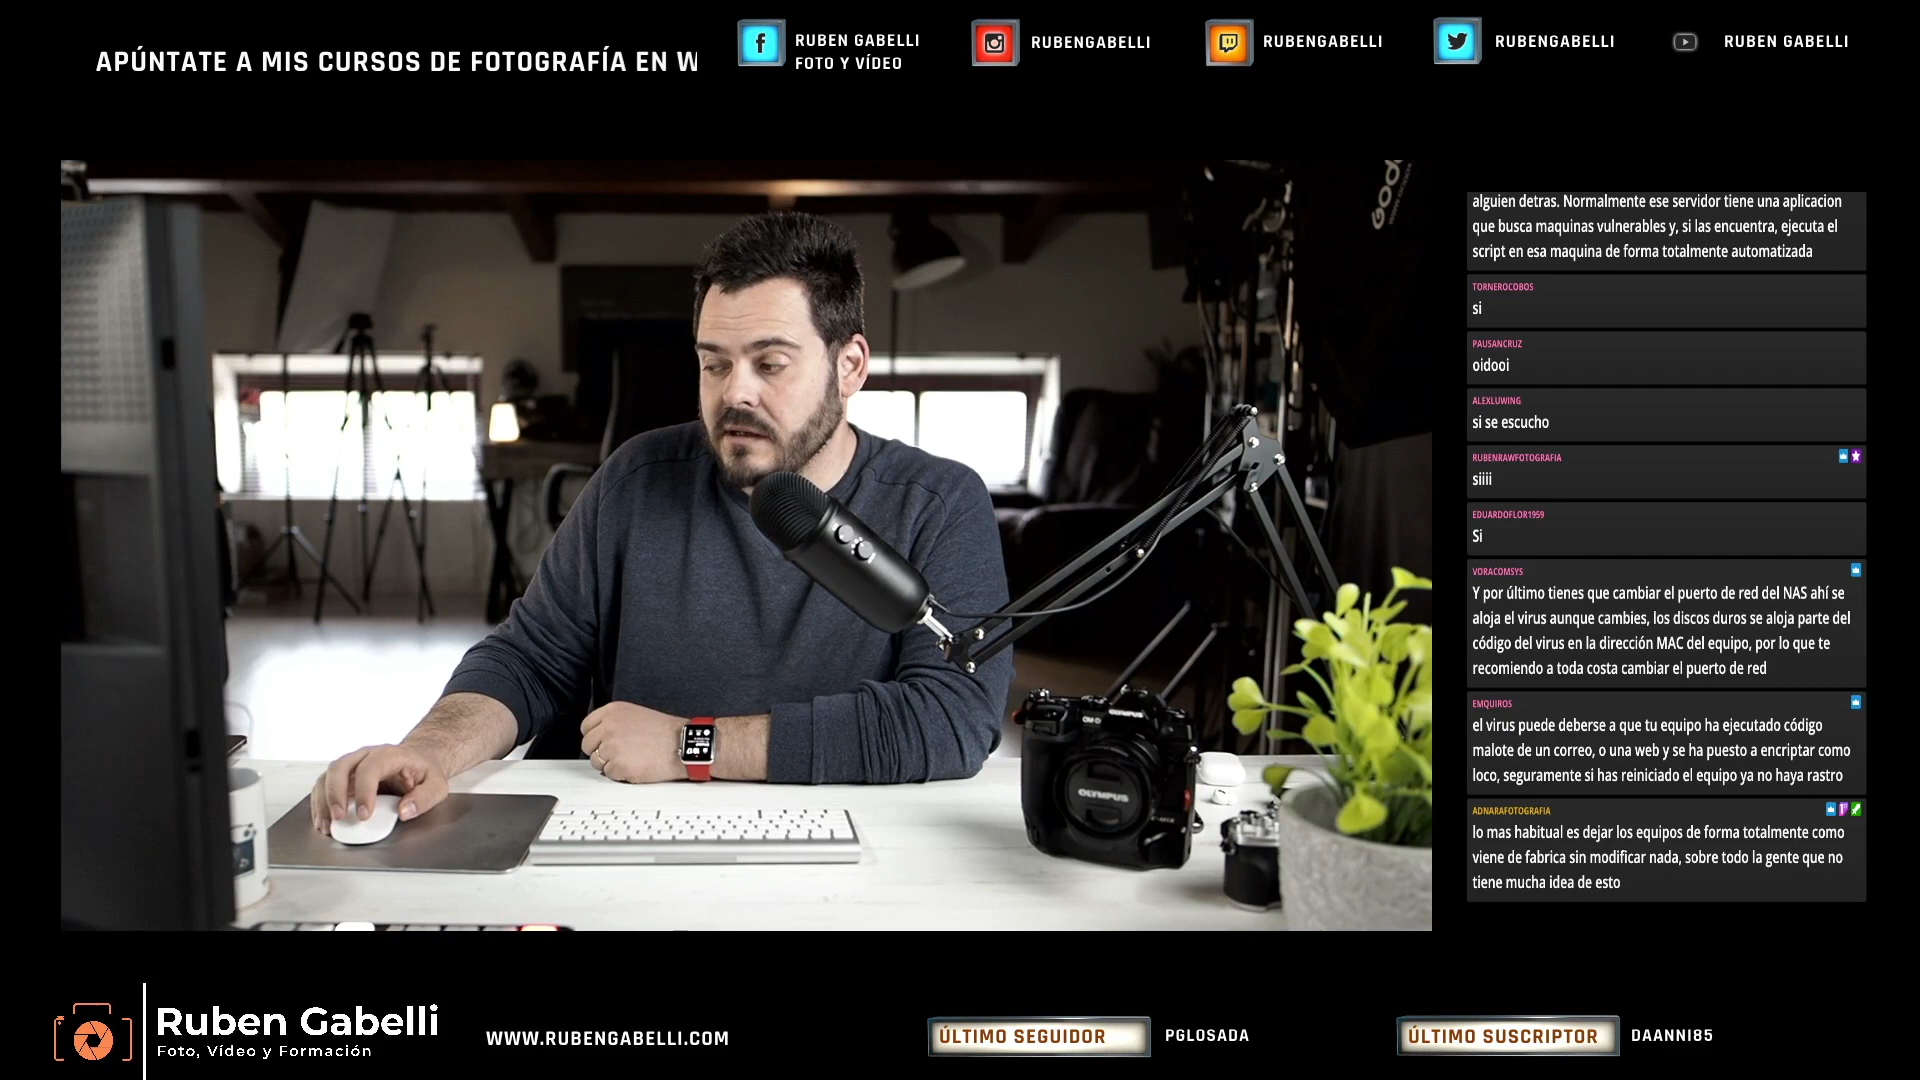 APÚNTATE A MIS CURSOS DE FOTOGRAFÍA EN
RUBEN GABELLI
FOTO Y VÍDEO
RUBENGABELLI
RUBENGABELLI
RUBENGABELLI
RUBEN GABELLI
alguien detras. Normalmente ese servidor tiene una aplicacion
que busca maquinas vulnerables y, si las encuentra, ejecuta el
script en esa maquina de forma totalmente automatizada
TORNEROCOBOS
si
PAUSANCRUZ
oidooi
ALEXLUWING
si se escucho
RUBENRAWFOTOGRAFIA
siiii
EDUARDOFLOR1959
Si
VORACOMSYS
Y por último tienes que cambiar el puerto de red del NAS ahí se
aloja el virus aunque cambies, los discos duros se aloja parte del
código del virus en la dirección MAC del equipo, por lo que te
recomiendo a toda costa cambiar el puerto de red
EMQUIROS
el virus puede deberse a que tu equipo ha ejecutado código
malote de un correo, o una web y se ha puesto a encriptar como
loco, seguramente si has reiniciado el equipo ya no haya rastro
ADNARAFOTOGRAFIA
lo mas habitual es dejar los equipos de forma totalmente como
viene de fabrica sin modificar nada, sobre todo la gente que no
tiene mucha idea de esto
OM-D
OLYMPUS
OLYMPUS
Ruben Gabelli
Foto, Vídeo y Formación
WWW.RUBENGABELLI.COM
ÚLTIMO SEGUIDOR
PGLOSADA
ÚLTIMO SUSCRIPTOR
DAANNI85